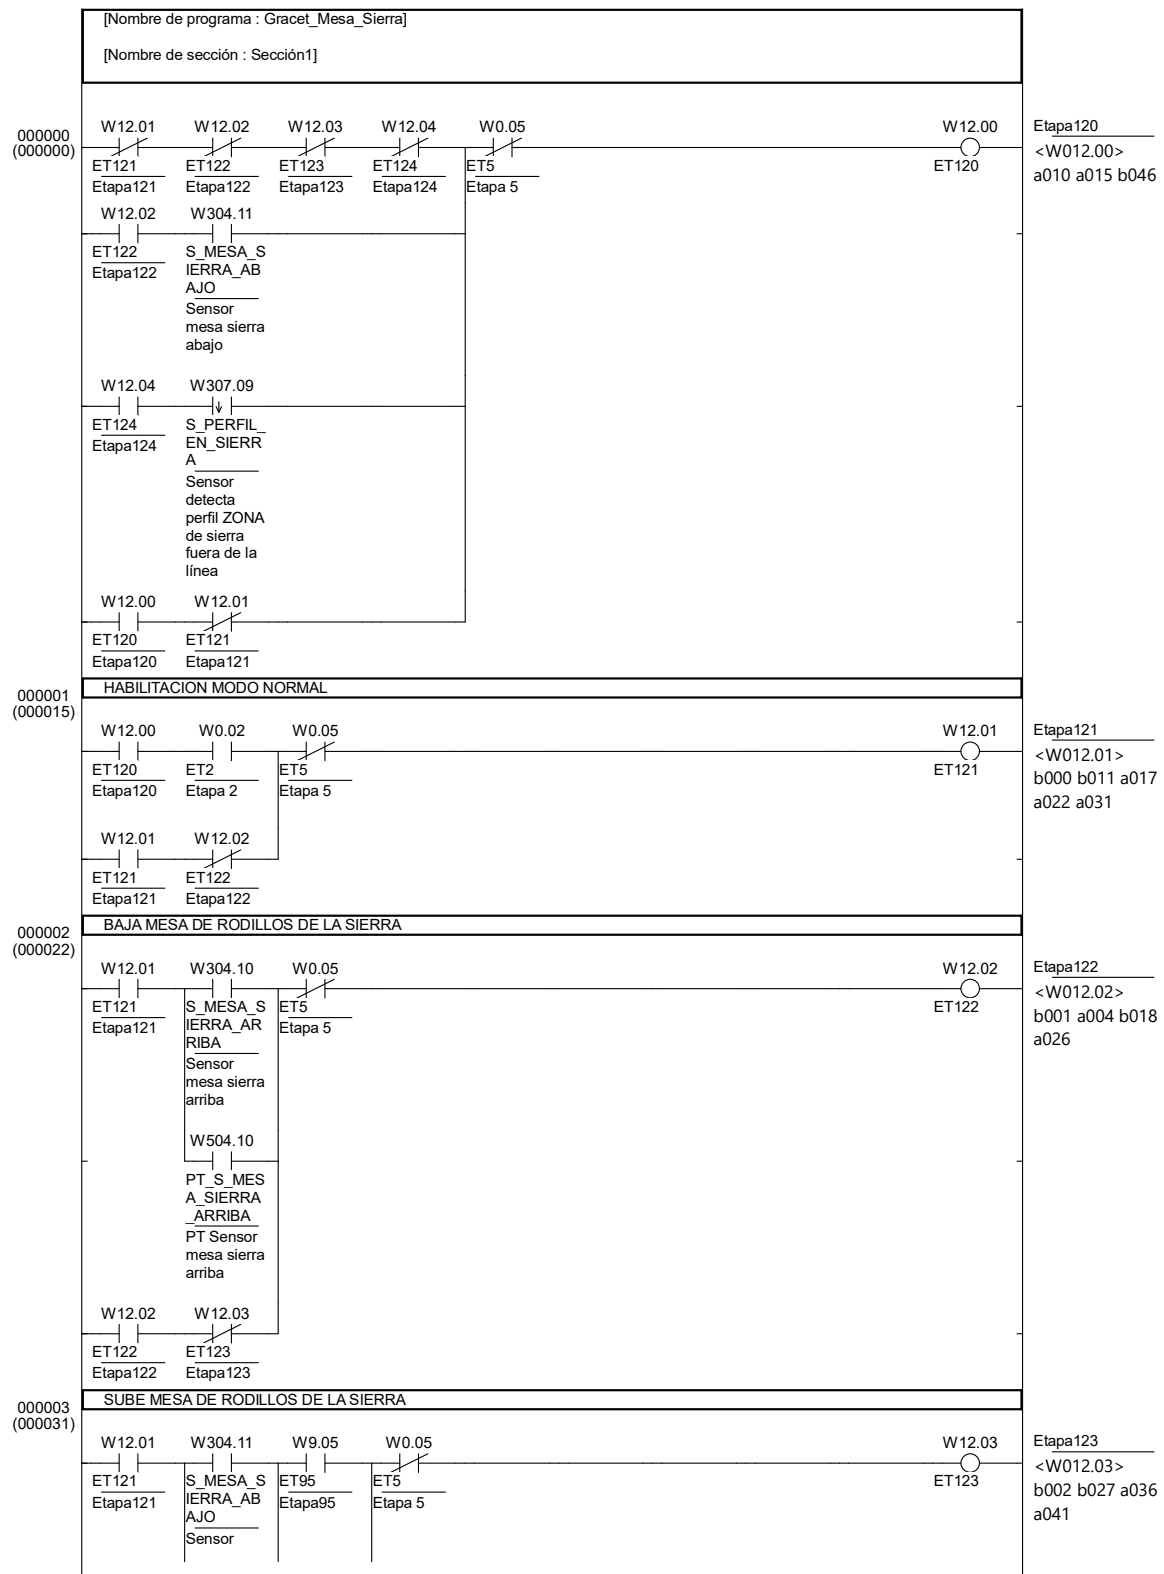 [Nombre de programa : Gracet_Mesa_Sierra]
[Nombre de sección : Sección1]
000000
(000000)
W12.01 W12.02 W12.03 W12.04 W0.05 W12.00
ET121 ET122 ET123 ET124 ET5 ET120
Etapa121 Etapa122 Etapa123 Etapa124 Etapa 5
Etapa120
<W012.00>
a010 a015 b046
W12.02 W304.11
ET122 S_MESA_S
Etapa122 IERRA_AB
AJO
Sensor
mesa sierra
abajo
W12.04 W307.09
ET124 S_PERFIL_
Etapa124 EN_SIERR
A
Sensor
detecta
perfil ZONA
de sierra
fuera de la
línea
W12.00 W12.01
ET120 ET121
Etapa120 Etapa121
000001
(000015)
HABILITACION MODO NORMAL
W12.00 W0.02 W0.05 W12.01
ET120 ET2 ET5 ET121
Etapa120 Etapa 2 Etapa 5
Etapa121
<W012.01>
b000 b011 a017
a022 a031
W12.01 W12.02
ET121 ET122
Etapa121 Etapa122
000002
(000022)
BAJA MESA DE RODILLOS DE LA SIERRA
W12.01 W304.10 W0.05 W12.02
ET121 S_MESA_S ET5 ET122
Etapa121 IERRA_AR Etapa 5
RIBA
Sensor
mesa sierra
arriba
Etapa122
<W012.02>
b001 a004 b018
a026
W504.10
PT_S_MES
A_SIERRA
_ARRIBA
PT Sensor
mesa sierra
arriba
W12.02 W12.03
ET122 ET123
Etapa122 Etapa123
000003
(000031)
SUBE MESA DE RODILLOS DE LA SIERRA
W12.01 W304.11 W9.05 W0.05 W12.03
ET121 S_MESA_S ET95 ET5 ET123
Etapa121 IERRA_AB Etapa95 Etapa 5
AJO
Sensor
Etapa123
<W012.03>
b002 b027 a036
a041